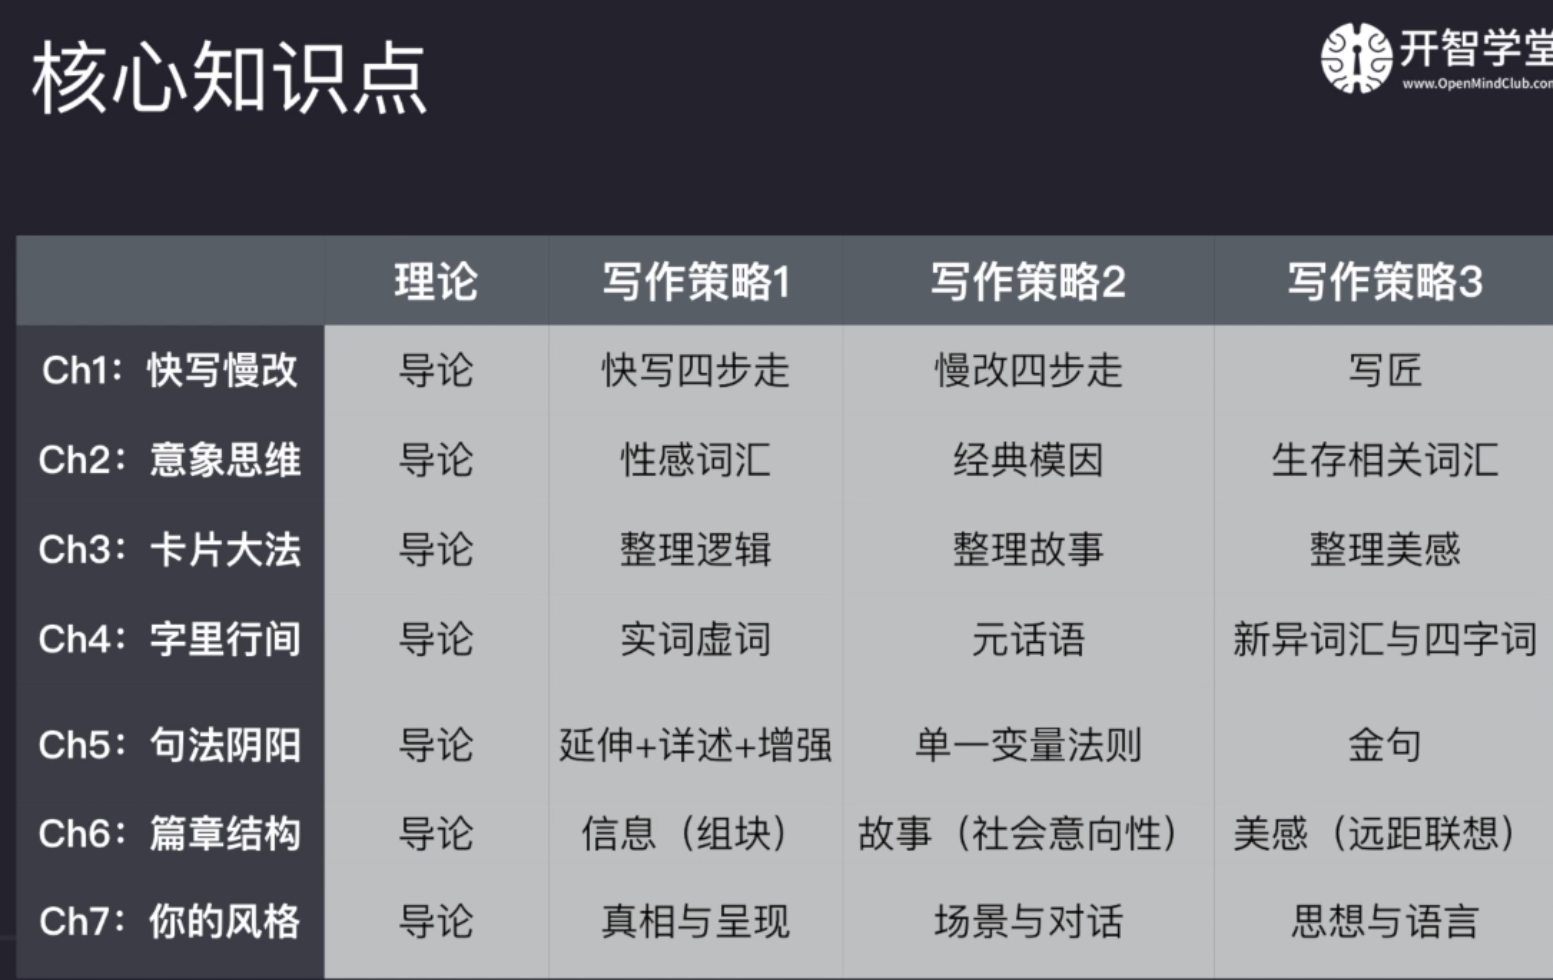 核心知识点
开智学堂
www.OpenMindClub.com
理论 写作策略1 写作策略2 写作策略3
Ch1：快写慢改 导论 快写四步走 慢改四步走 写匠
Ch2：意象思维 导论 性感词汇 经典模因 生存相关词汇
Ch3：卡片大法 导论 整理逻辑 整理故事 整理美感
Ch4：字里行间 导论 实词虚词 元话语 新异词汇与四字词
Ch5：句法阴阳 导论 延伸+详述+增强 单一变量法则 金句
Ch6：篇章结构 导论 信息（组块） 故事（社会意向性） 美感（远距联想）
Ch7：你的风格 导论 真相与呈现 场景与对话 思想与语言